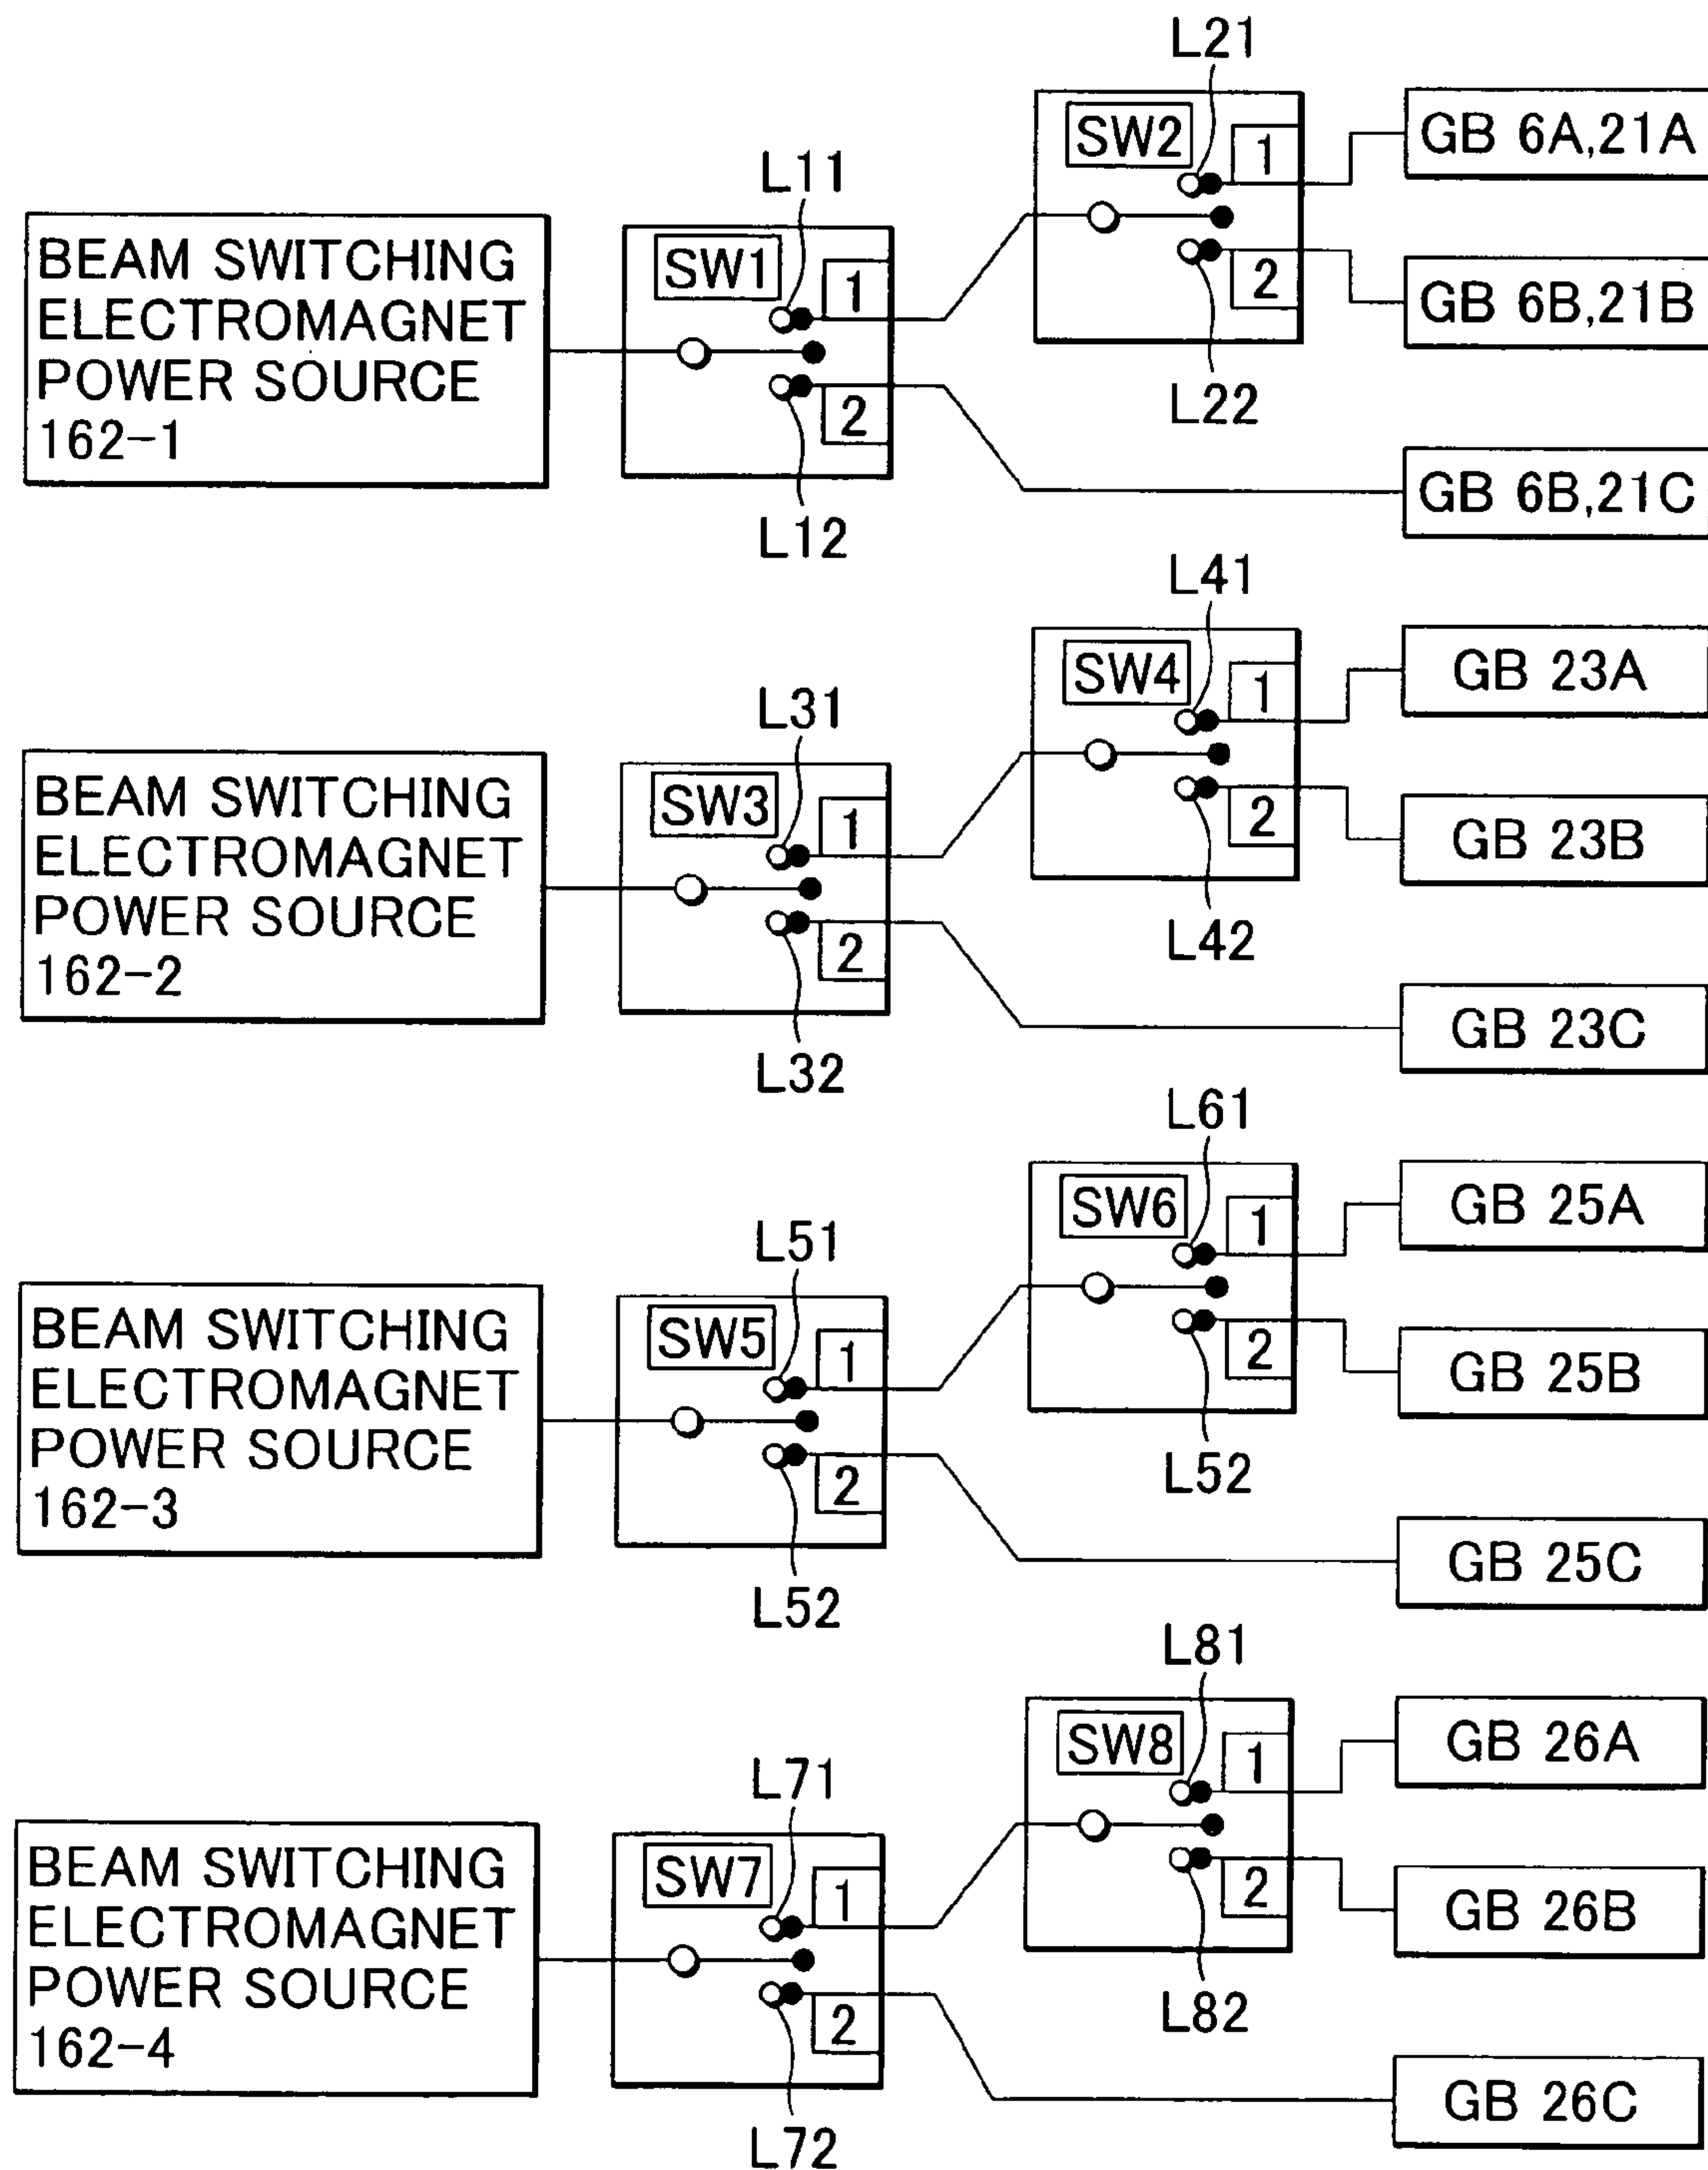 L21
SW2
1
GB 6A,21A
L11
SW1
1
BEAM SWITCHING
ELECTROMAGNET
POWER SOURCE
162-1
2
GB 6B,21B
L22
2
L12
GB 6B,21C
L41
SW4
1
GB 23A
L31
SW3
1
BEAM SWITCHING
ELECTROMAGNET
POWER SOURCE
162-2
2
GB 23B
L42
2
L32
GB 23C
L61
SW6
1
GB 25A
L51
SW5
1
BEAM SWITCHING
ELECTROMAGNET
POWER SOURCE
162-3
2
GB 25B
L52
2
L52
GB 25C
L81
SW8
1
GB 26A
L71
SW7
1
BEAM SWITCHING
ELECTROMAGNET
POWER SOURCE
162-4
2
GB 26B
L82
2
L72
GB 26C